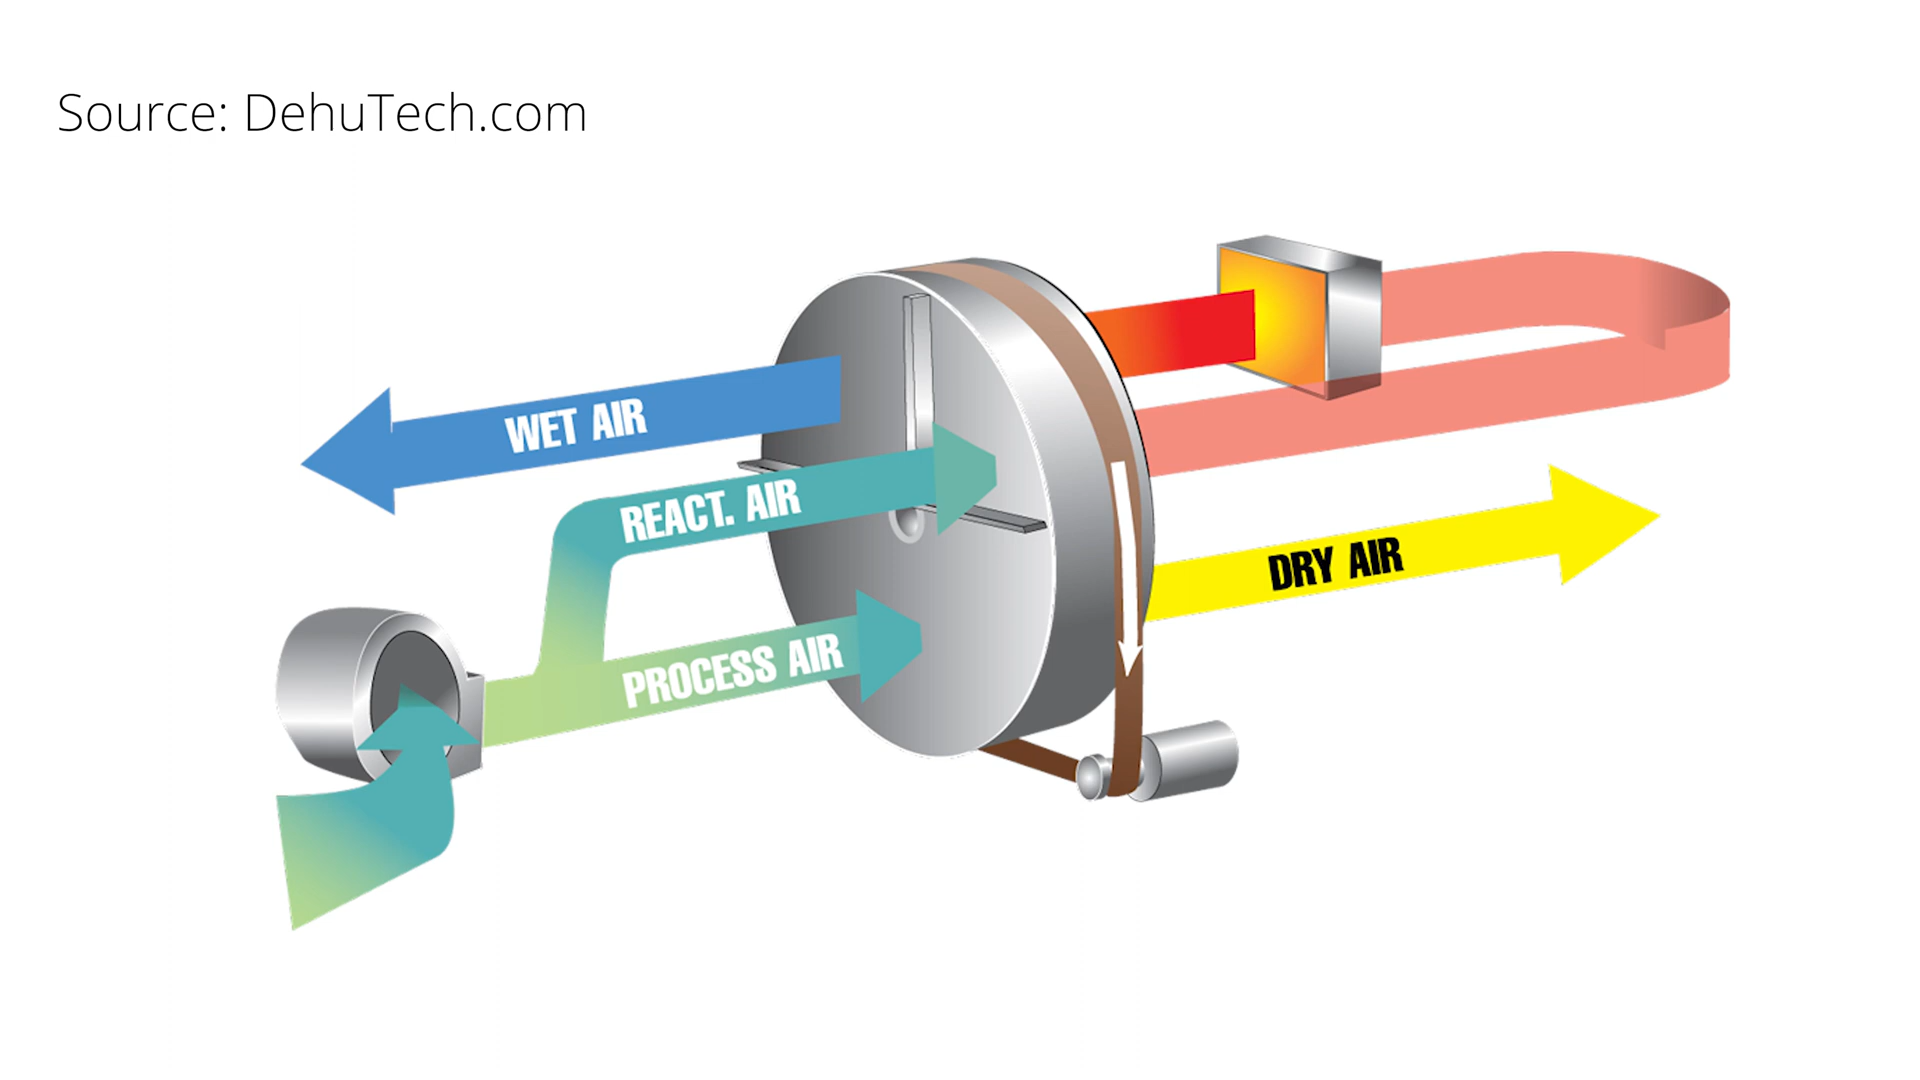 Source: DehuTech.com
WET AIR
REACT. AIR
DRY AIR
PROCESS AIR